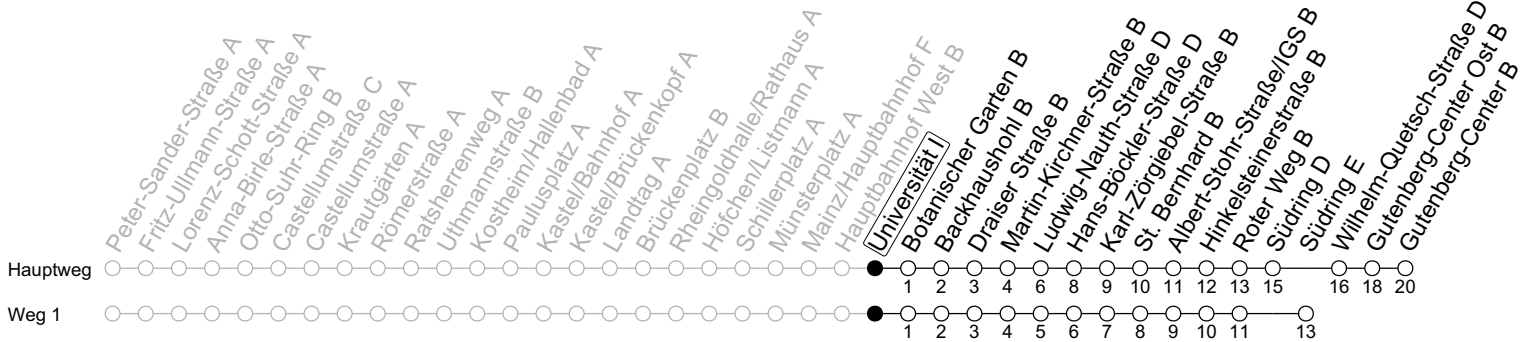 Peter-Sander-Straße A
Fritz-Ullmann-Straße A
Lorenz-Schott-Straße A
Anna-Birle-Straße A
Otto-Suhr-Ring B
Castellumstraße C
Castellumstraße A
Krautgärten A
Römerstraße A
Ratsherrenweg A
Uthmannstraße B
Kostheim/Hallenbad A
Paulusplatz A
Kastel/Bahnhof A
Kastel/Brückenkopf A
Landtag A
Brückenplatz B
Rheingoldhalle/Rathaus A
Höfchen/Listmann A
Schillerplatz A
Münsterplatz A
Mainz/Hauptbahnhof F
Hauptbahnhof West B
Universität I
Botanischer Garten B
Backhaushohl B
Draiser Straße B
Martin-Kirchner-Straße B
Ludwig-Nauth-Straße D
Hans-Böckler-Straße D
Karl-Zörgiebel-Straße B
St. Bernhard B
Albert-Stohr-Straße/IGS B
Hinkelsteinerstraße B
Roter Weg B
Südring D
Südring E
Wilhelm-Quetsch-Straße D
Gutenberg-Center Ost B
Gutenberg-Center B
Hauptweg
1 2 3 4 6 8 9 10 11 12 13 15 16 18 20
Weg 1
1 2 3 4 5 6 7 8 9 10 11 13